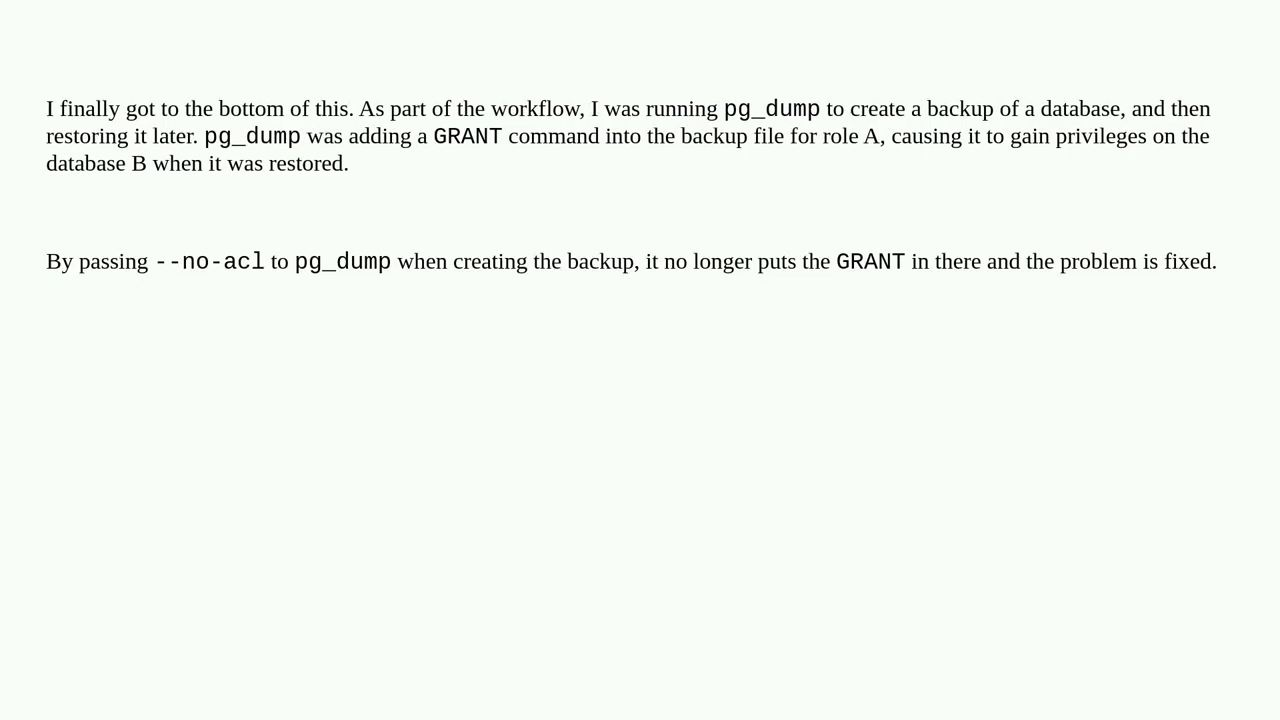 I finally got to the bottom of this. As part of the workflow, I was running pg_dump to create a backup of a database, and then
restoring it later. pg_dump was adding a GRANT command into the backup file for role A, causing it to gain privileges on the
database B when it was restored.
By passing --no-acl to pg_dump when creating the backup, it no longer puts the GRANT in there and the problem is fixed.